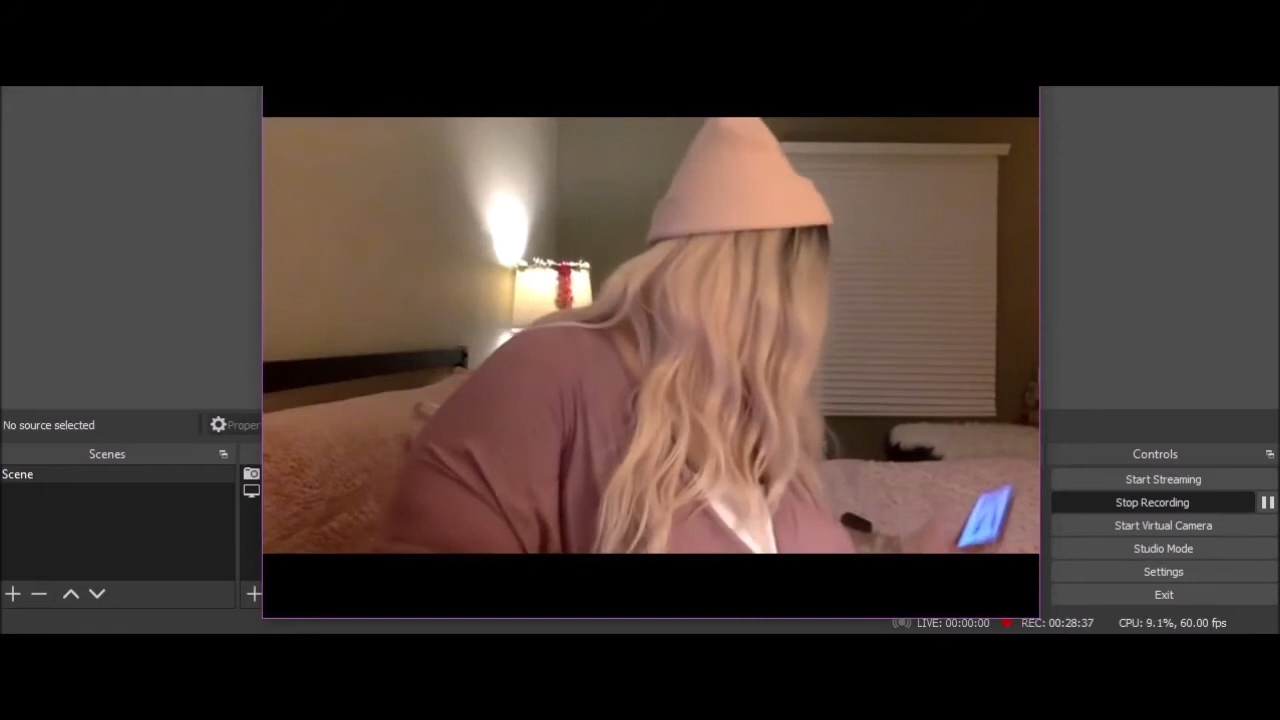 No source selected
Proper
Scenes
Scene
Controls
Start Streaming
Stop Recording
Start Virtual Camera
Studio Mode
Settings
Exit
LIVE: 00:00:00
REC: 00:28:37
CPU: 9.1%, 60.00 fps